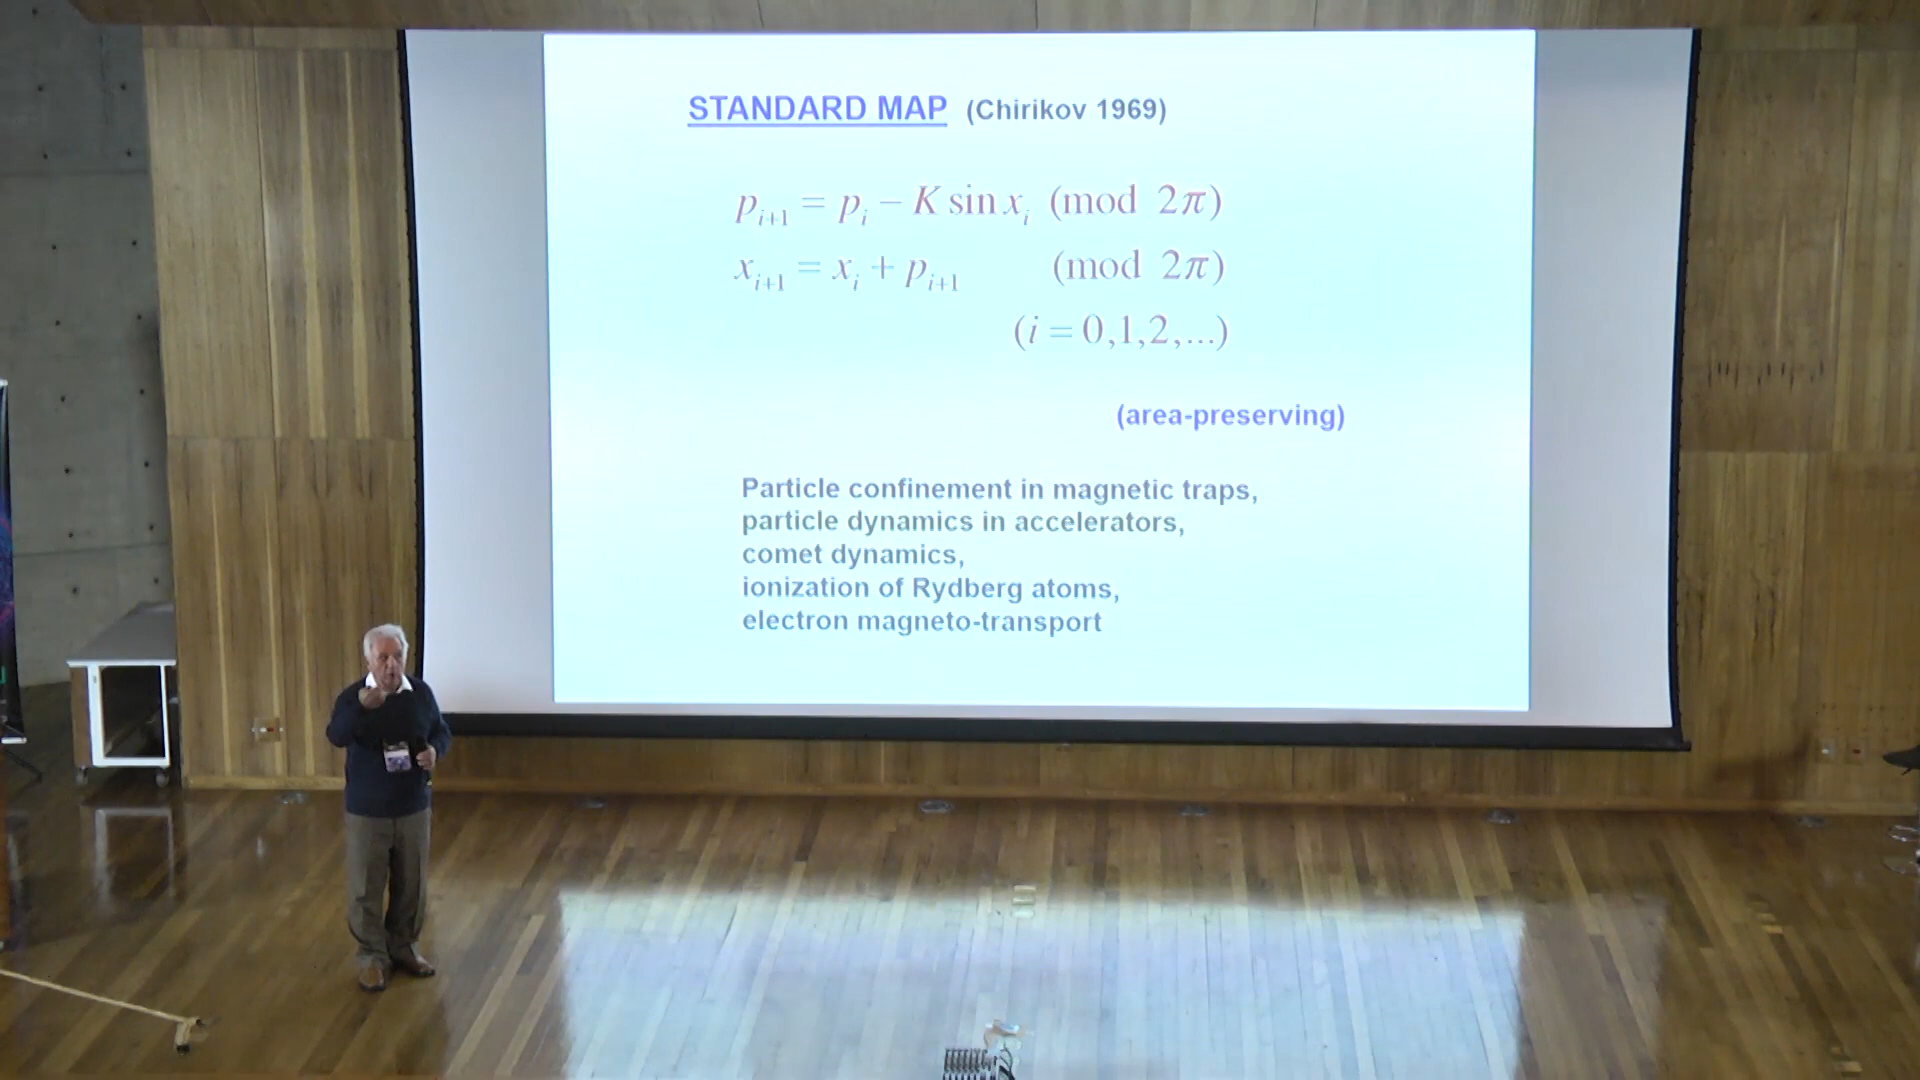 STANDARD MAP (Chirikov 1969)
p_{i+1} = p_i − K sin x_i (mod 2π)
x_{i+1} = x_i + p_{i+1} (mod 2π)
(i = 0,1,2,...)
(area-preserving)
Particle confinement in magnetic traps,
particle dynamics in accelerators,
comet dynamics,
ionization of Rydberg atoms,
electron magneto-transport